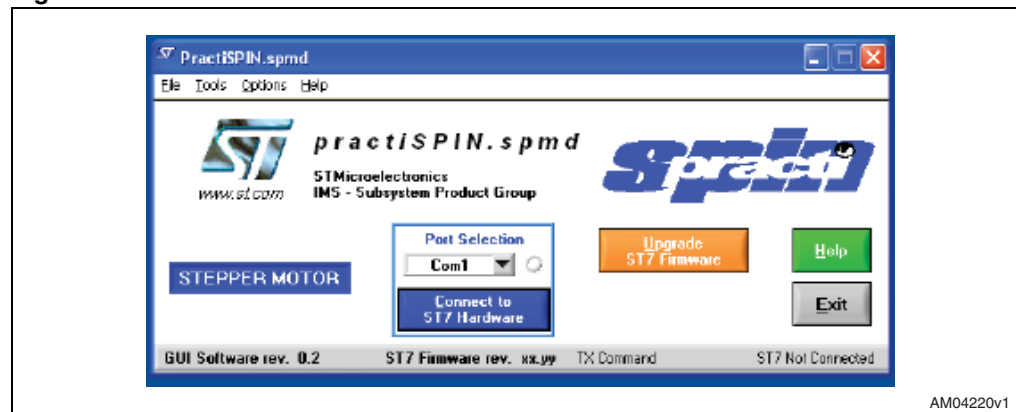 PractiSPIN.spmd
File Tools Options Help
ST
www.st.com
practiSPIN.spmd
STMicroelectronics
IMS - Subsystem Product Group
Spractispin
Port Selection
Com1
Connect to
ST7 Hardware
STEPPER MOTOR
Upgrade
ST7 Firmware
Help
Exit
GUI Software rev. 0.2 ST7 Firmware rev. xx.yy TX Command ST7 Not Connected
AM04220v1